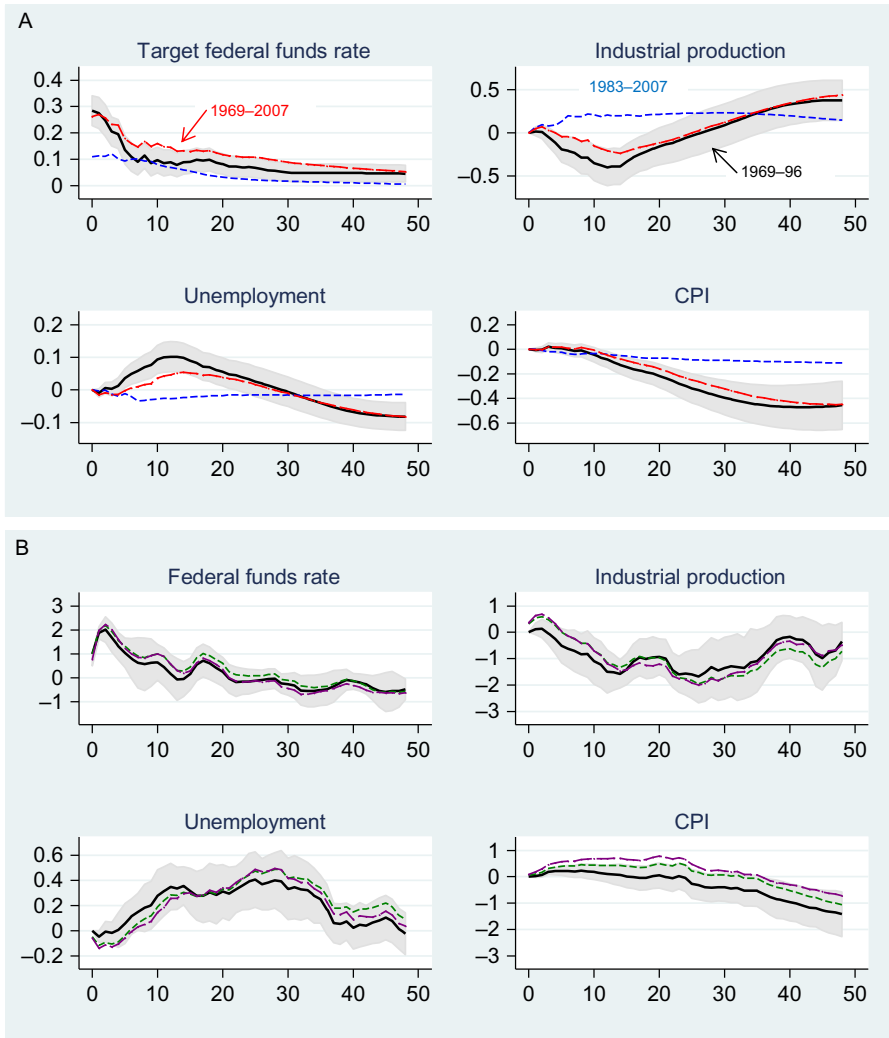 A
Target federal funds rate
0.4
0.3
0.2
0.1
0
1969–2007
0 10 20 30 40 50
Industrial production
0.5
0
–0.5
1983–2007
1969–96
0 10 20 30 40 50
Unemployment
0.2
0.1
0
–0.1
0 10 20 30 40 50
CPI
0.2
0
–0.2
–0.4
–0.6
0 10 20 30 40 50
B
Federal funds rate
3
2
1
0
–1
0 10 20 30 40 50
Industrial production
1
0
–1
–2
–3
0 10 20 30 40 50
Unemployment
0.6
0.4
0.2
0
–0.2
0 10 20 30 40 50
CPI
1
0
–1
–2
–3
0 10 20 30 40 50